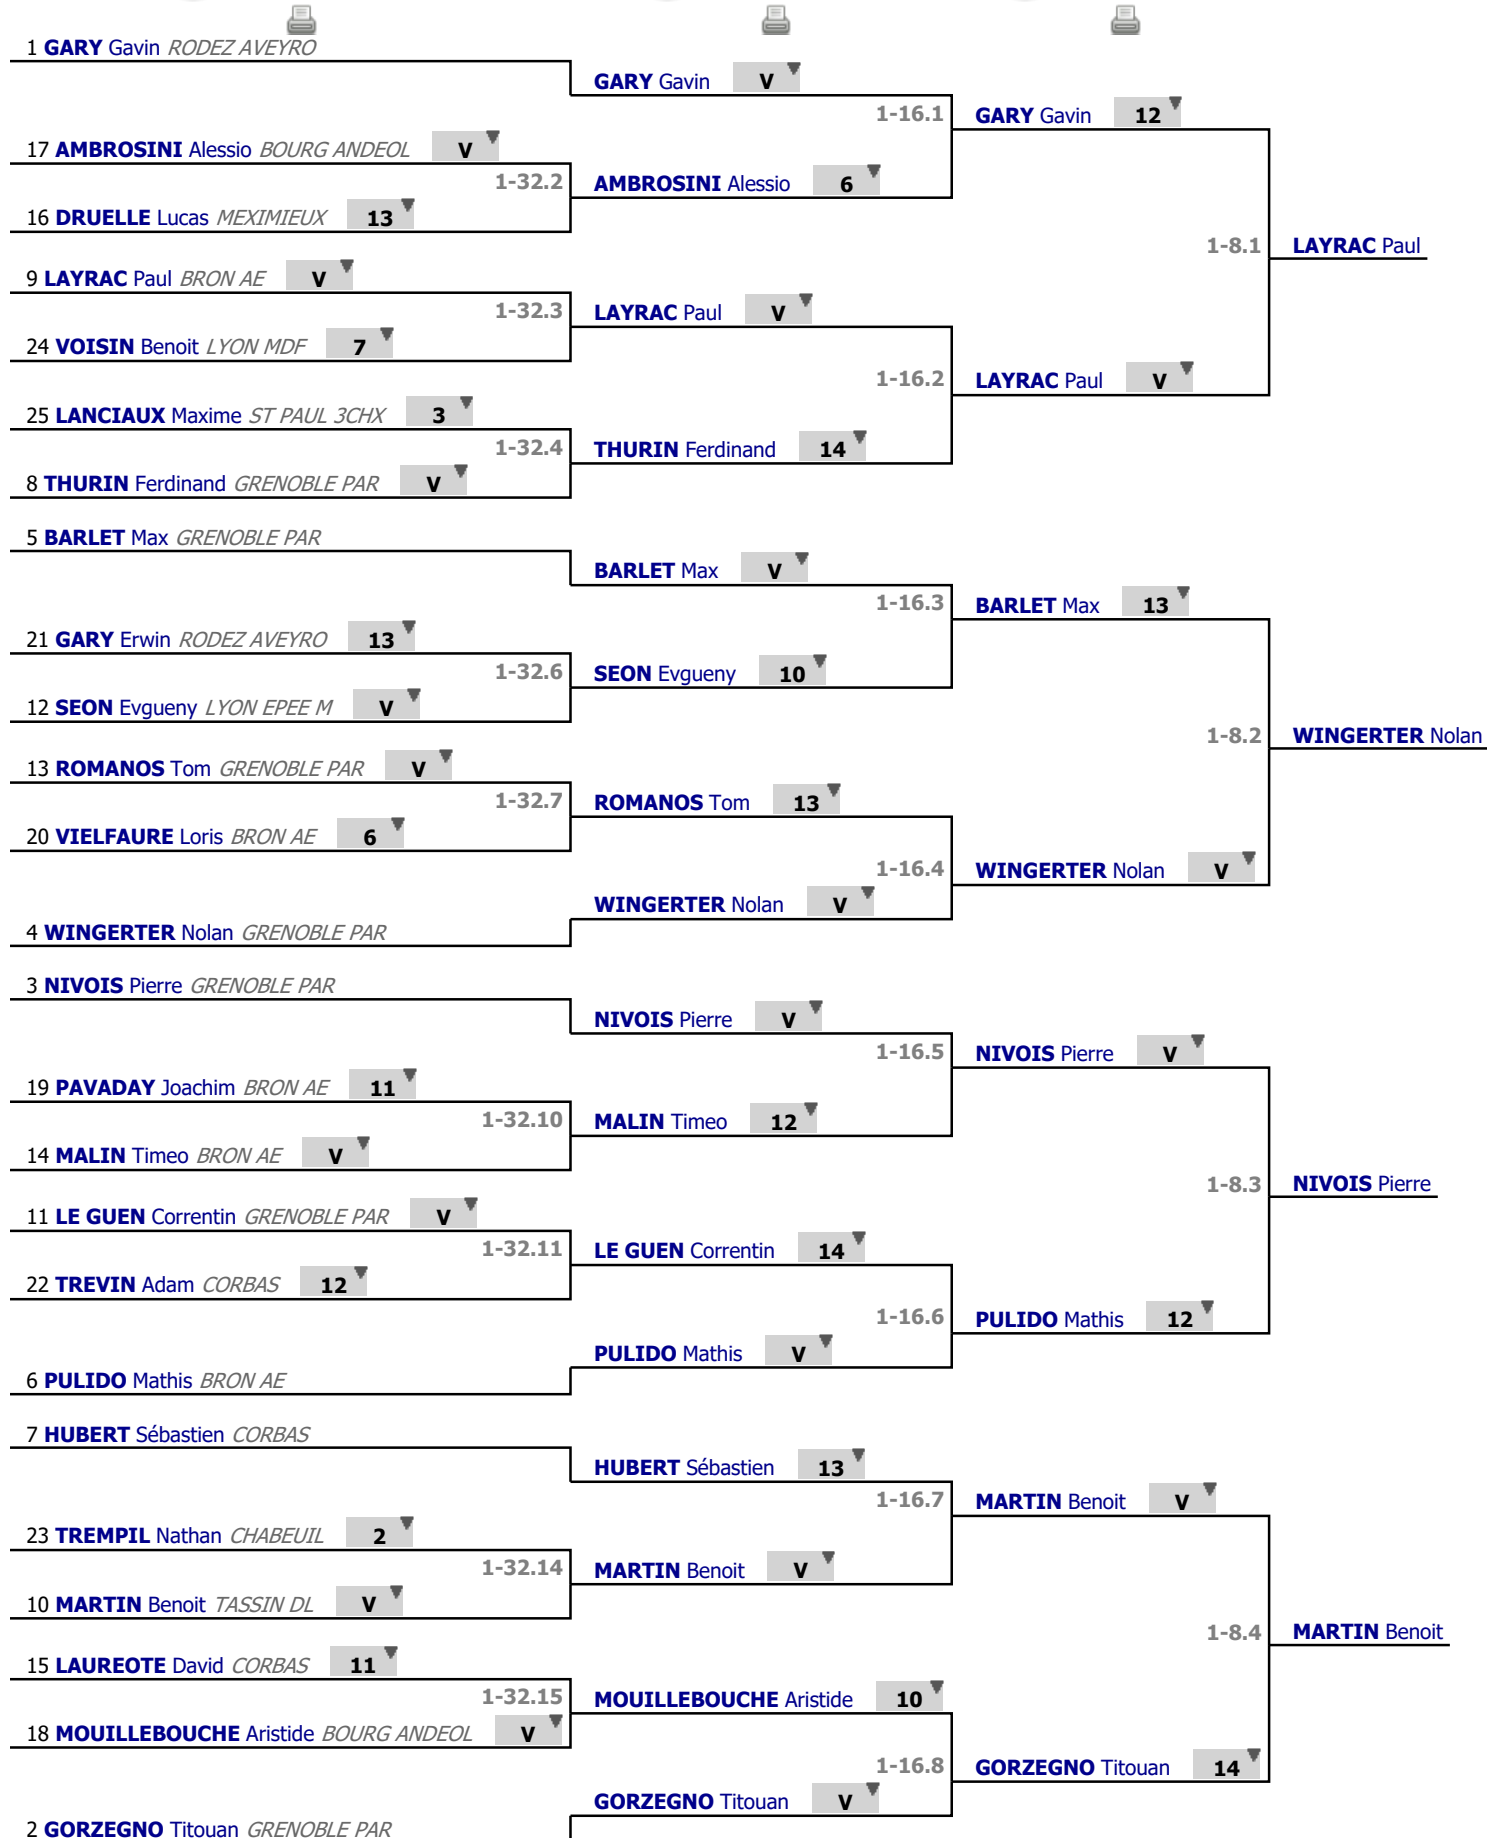 1 GARY Gavin RODEZ AVEYRO
GARY Gavin V
1-16.1
GARY Gavin 12
17 AMBROSINI Alessio BOURG ANDEOL V
1-32.2
AMBROSINI Alessio 6
16 DRUELLE Lucas MEXIMIEUX 13
1-8.1
LAYRAC Paul
9 LAYRAC Paul BRON AE V
1-32.3
LAYRAC Paul V
24 VOISIN Benoit LYON MDF 7
1-16.2
LAYRAC Paul V
25 LANCIAUX Maxime ST PAUL 3CHX 3
1-32.4
THURIN Ferdinand 14
8 THURIN Ferdinand GRENOBLE PAR V
5 BARLET Max GRENOBLE PAR
BARLET Max V
1-16.3
BARLET Max 13
21 GARY Erwin RODEZ AVEYRO 13
1-32.6
SEON Evgueny 10
12 SEON Evgueny LYON EPEE M V
1-8.2
WINGERTER Nolan
13 ROMANOS Tom GRENOBLE PAR V
1-32.7
ROMANOS Tom 13
20 VIELFAURE Loris BRON AE 6
1-16.4
WINGERTER Nolan V
WINGERTER Nolan V
4 WINGERTER Nolan GRENOBLE PAR
3 NIVOIS Pierre GRENOBLE PAR
NIVOIS Pierre V
1-16.5
NIVOIS Pierre V
19 PAVADAY Joachim BRON AE 11
1-32.10
MALIN Timeo 12
14 MALIN Timeo BRON AE V
1-8.3
NIVOIS Pierre
11 LE GUEN Correntin GRENOBLE PAR V
1-32.11
LE GUEN Correntin 14
22 TREVIN Adam CORBAS 12
1-16.6
PULIDO Mathis 12
PULIDO Mathis V
6 PULIDO Mathis BRON AE
7 HUBERT Sébastien CORBAS
HUBERT Sébastien 13
1-16.7
MARTIN Benoit V
23 TREMPIL Nathan CHABEUIL 2
1-32.14
MARTIN Benoit V
10 MARTIN Benoit TASSIN DL V
1-8.4
MARTIN Benoit
15 LAUREOTE David CORBAS 11
1-32.15
MOUILLEBOUCHE Aristide 10
18 MOUILLEBOUCHE Aristide BOURG ANDEOL V
1-16.8
GORZEGNO Titouan 14
GORZEGNO Titouan V
2 GORZEGNO Titouan GRENOBLE PAR